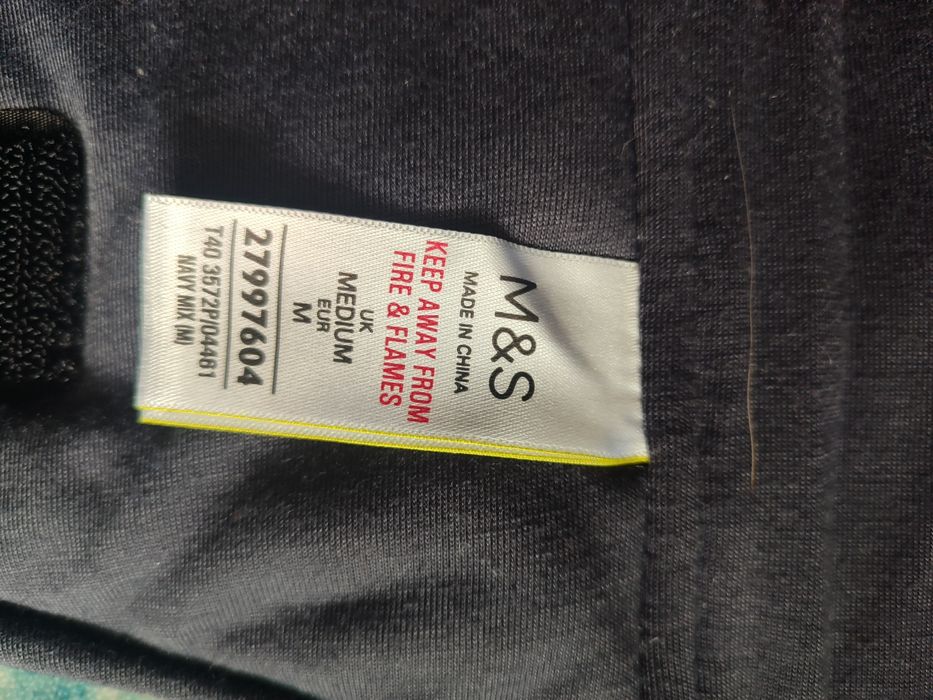 M&S
MADE IN CHINA
KEEP AWAY FROM
FIRE & FLAMES
UK
MEDIUM
EUR
M
27997604
T40 3572P/04461
NAVY MIX (M)